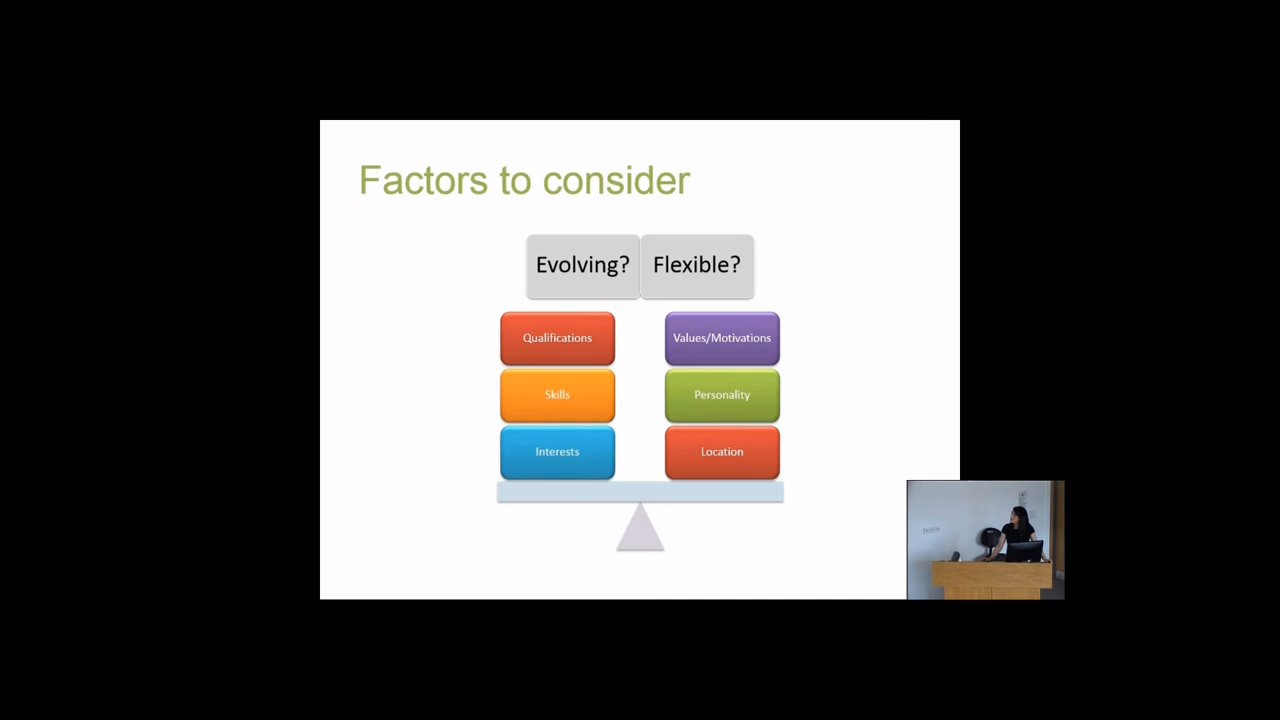 Factors to consider
Evolving? Flexible?
Qualifications Values/Motivations
Skills Personality
Interests Location